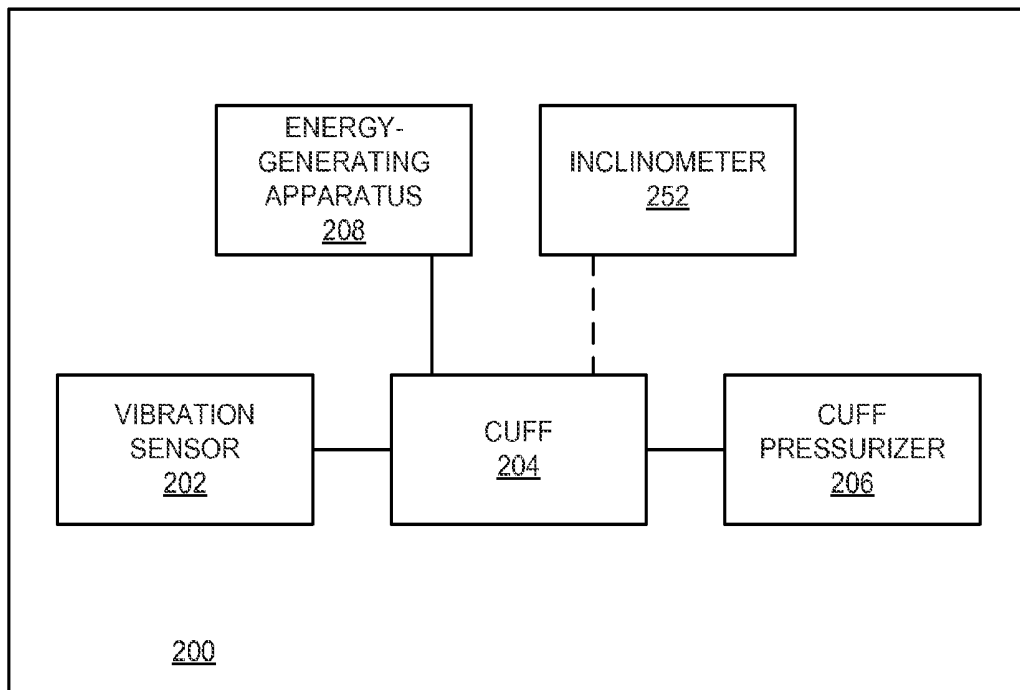 ENERGY-
GENERATING
APPARATUS
208
INCLINOMETER
252
VIBRATION
SENSOR
202
CUFF
204
CUFF
PRESSURIZER
206
200